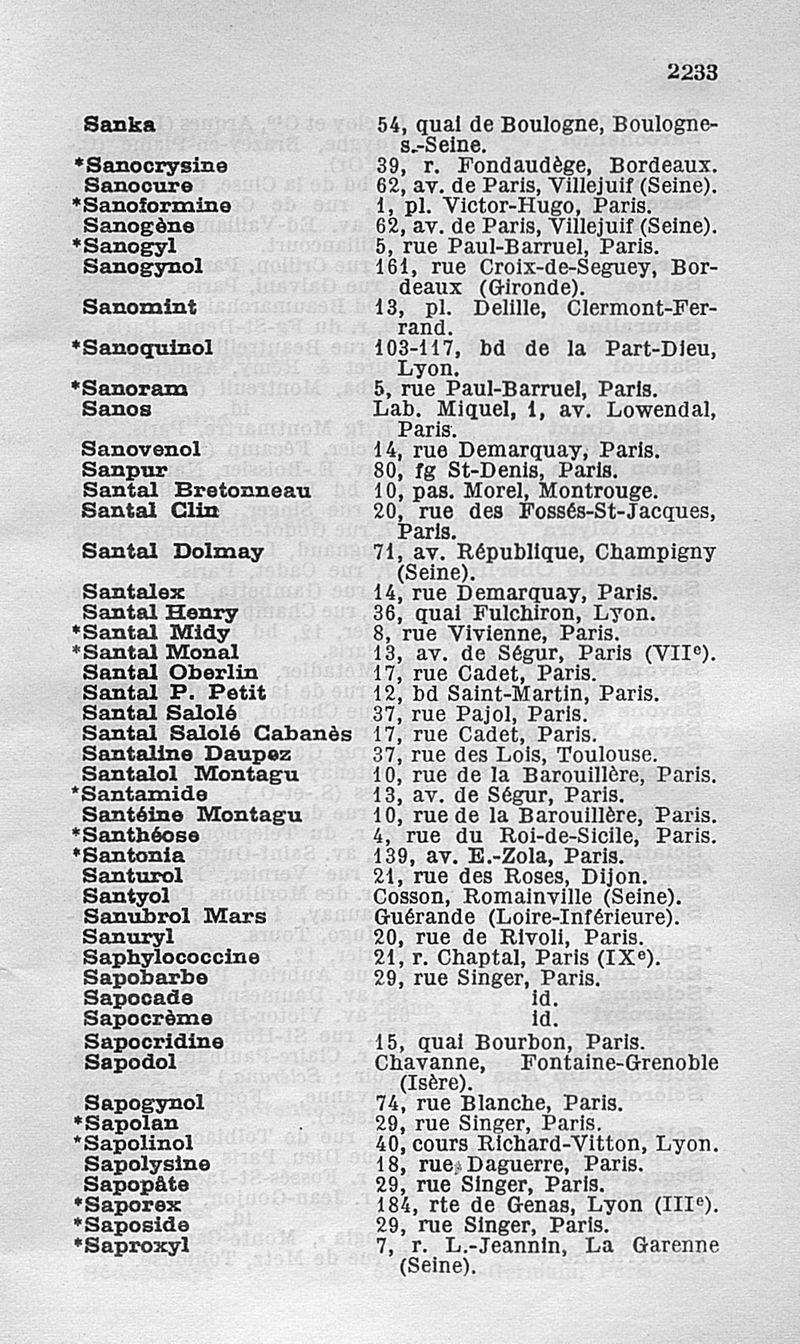 2233
Sanka 54, quai de Boulogne, Boulogne-
s.-Seine.
*Sanocrysine 39, r. Fondaudège, Bordeaux.
Sanocure 62, av. de Paris, Villejuif (Seine).
*Sanoformine 1, pl. Victor-Hugo, Paris.
Sanogène 62, av. de Paris, Villejuif (Seine).
*Sanogyl 5, rue Paul-Barruel, Paris.
Sanogynol 161, rue Croix-de-Seguey, Bor-
deaux (Gironde).
Sanomint 13, pl. Delille, Clermont-Fer-
rand.
*Sanoquinol 103-117, bd de la Part-Dieu,
Lyon.
*Sanoram 5, rue Paul-Barruel, Paris.
Sanos Lab. Miquel, 1, av. Lowendal,
Paris.
Sanovenol 14, rue Demarquay, Paris.
Sanpur 80, fg St-Denis, Paris.
Santal Bretonneau 10, pas. Morel, Montrouge.
Santal Clin 20, rue des Fossés-St-Jacques,
Paris.
Santal Dolmay 71, av. République, Champigny
(Seine).
Santalex 14, rue Demarquay, Paris.
Santal Henry 36, quai Fulchiron, Lyon.
*Santal Midy 8, rue Vivienne, Paris.
*Santal Monal 13, av. de Ségur, Paris (VIIe).
Santal Oberlin 17, rue Cadet, Paris.
Santal P. Petit 12, bd Saint-Martin, Paris.
Santal Salolé 37, rue Pajol, Paris.
Santal Salolé Cabanès 17, rue Cadet, Paris.
Santaline Daupez 37, rue des Lois, Toulouse.
Santalol Montagu 10, rue de la Barouillère, Paris.
*Santamide 13, av. de Ségur, Paris.
Santéine Montagu 10, rue de la Barouillère, Paris.
*Santhéose 4, rue du Roi-de-Sicile, Paris.
*Santonia 139, av. E.-Zola, Paris.
Santurol 21, rue des Roses, Dijon.
Santyol Cosson, Romainville (Seine).
Sanubrol Mars Guérande (Loire-Inférieure).
Sanuryl 20, rue de Rivoli, Paris.
Saphylococcine 21, r. Chaptal, Paris (IXe).
Sapobarbe 29, rue Singer, Paris.
Sapocade id.
Sapocrème id.
Sapocridine 15, quai Bourbon, Paris.
Sapodol Chavanne, Fontaine-Grenoble
(Isère).
Sapogynol 74, rue Blanche, Paris.
*Sapolan 29, rue Singer, Paris.
*Sapolinol 40, cours Richard-Vitton, Lyon.
Sapolysine 18, rue Daguerre, Paris.
Sapopâte 29, rue Singer, Paris.
*Saporex 184, rte de Genas, Lyon (IIIe).
*Saposide 29, rue Singer, Paris.
*Saproxyl 7, r. L.-Jeannin, La Garenne
(Seine).